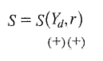 S = S(Y_d, r)
(+)(+)